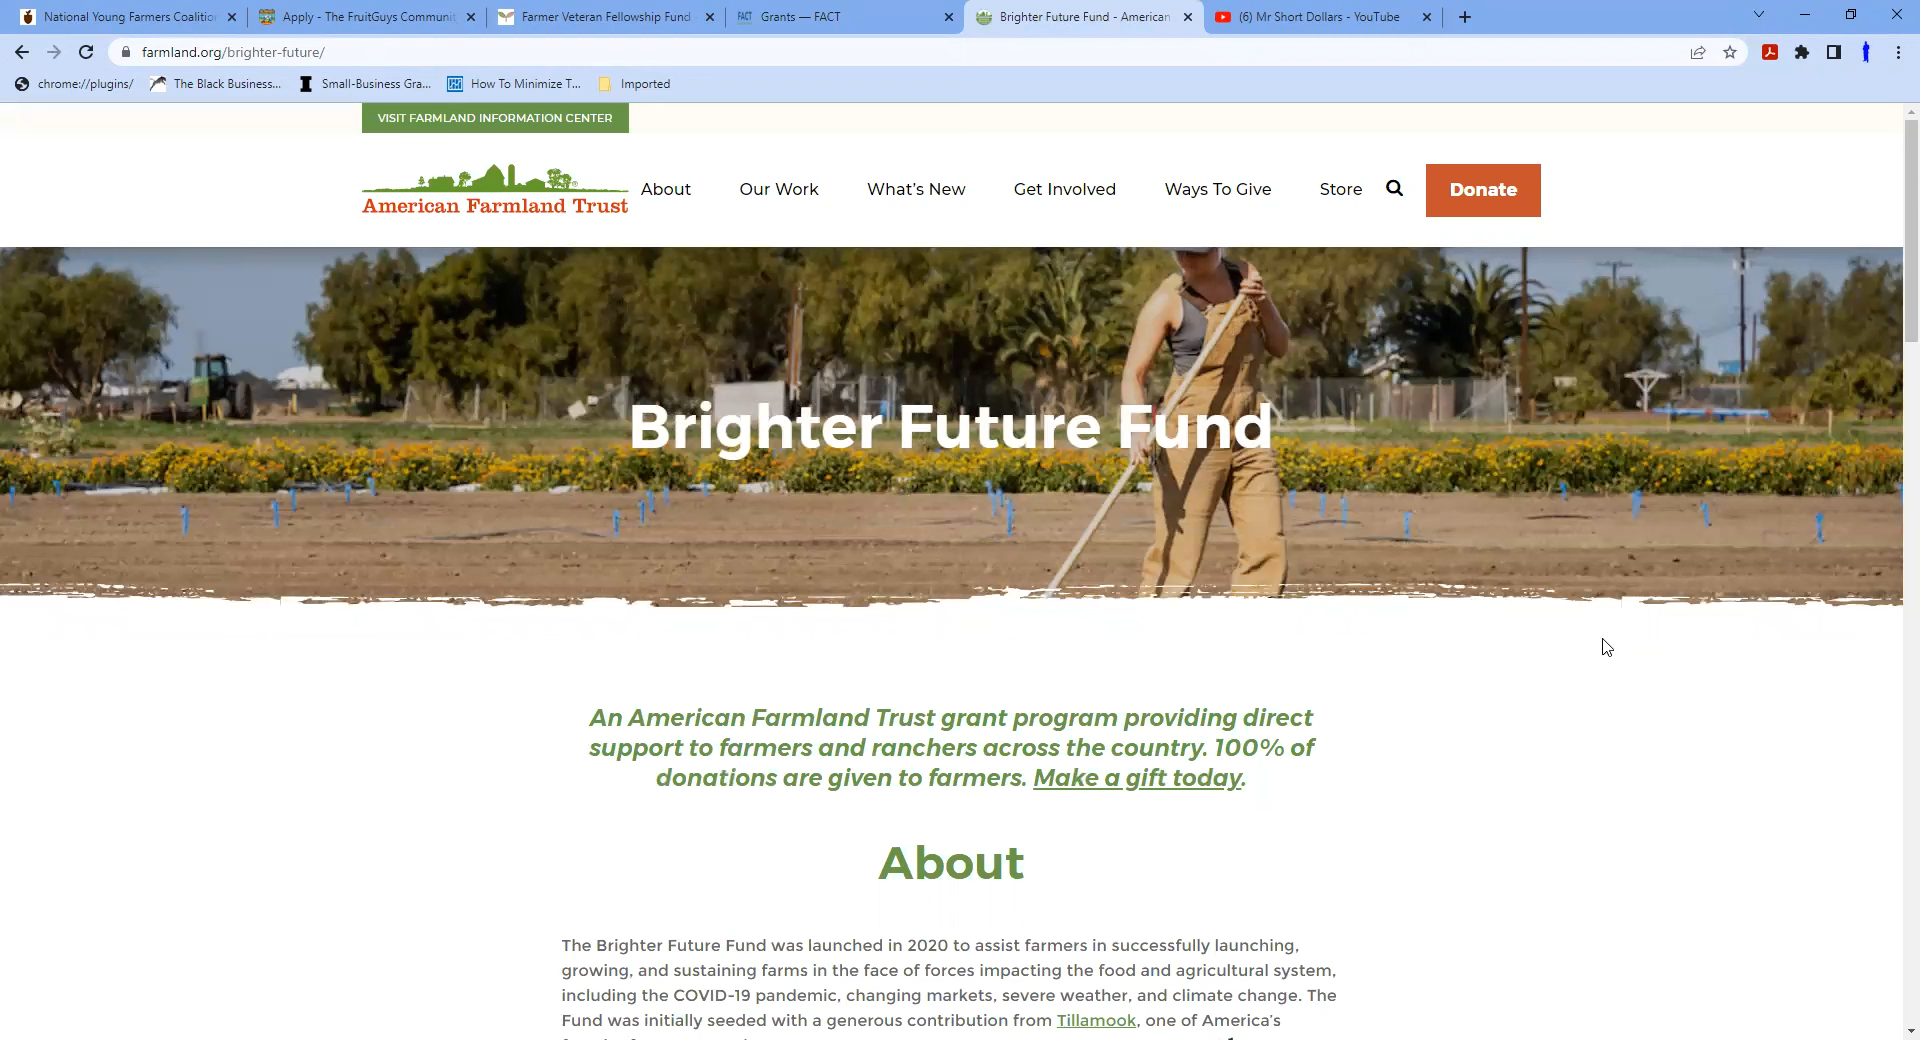 National Young Farmers Coalition
Apply - The FruitGuys Communit
Farmer Veteran Fellowship Fund
FACT Grants — FACT
Brighter Future Fund - American
(6) Mr Short Dollars - YouTube
farmland.org/brighter-future/
chrome://plugins/
The Black Business...
Small-Business Gra...
How To Minimize T...
Imported
VISIT FARMLAND INFORMATION CENTER
American Farmland Trust
About
Our Work
What's New
Get Involved
Ways To Give
Store
Donate
Brighter Future Fund
An American Farmland Trust grant program providing direct
support to farmers and ranchers across the country. 100% of
donations are given to farmers. Make a gift today.
About
The Brighter Future Fund was launched in 2020 to assist farmers in successfully launching,
growing, and sustaining farms in the face of forces impacting the food and agricultural system,
including the COVID-19 pandemic, changing markets, severe weather, and climate change. The
Fund was initially seeded with a generous contribution from Tillamook, one of America's